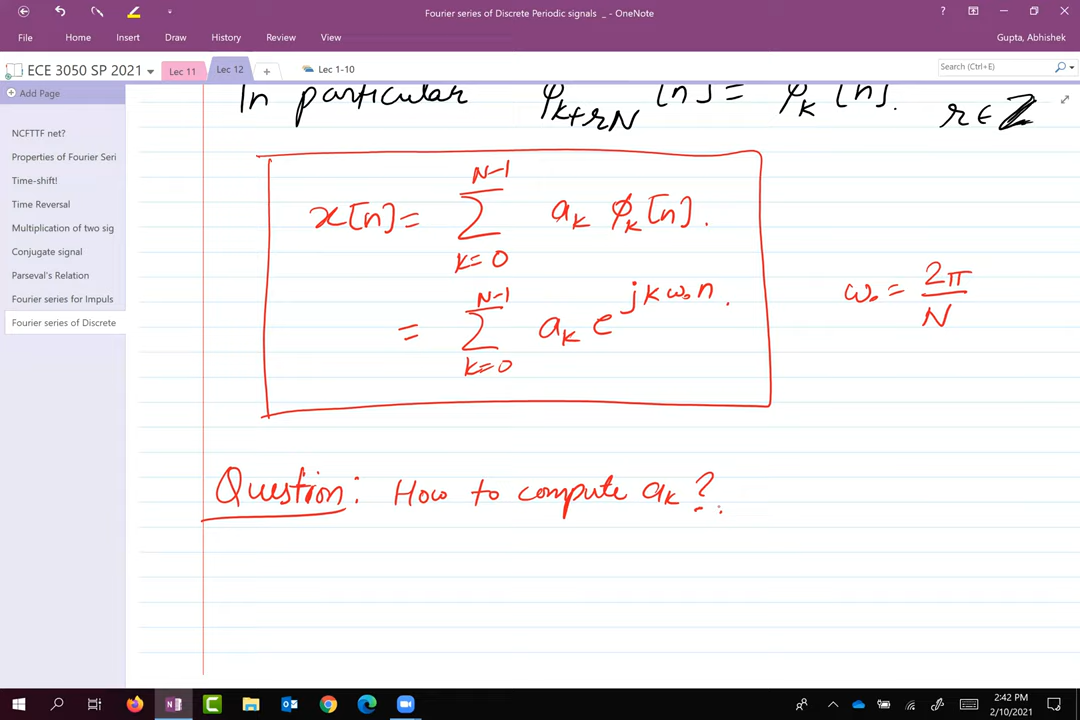 Fourier series of Discrete Periodic signals _ - OneNote
?
File Home Insert Draw History Review View
Gupta, Abhishek
ECE 3050 SP 2021
Lec 11
Lec 12
+
Lec 1-10
Search (Ctrl+E)
Add Page
NCFTTF net?
Properties of Fourier Seri
Time-shift!
Time Reversal
Multiplication of two sig
Conjugate signal
Parseval's Relation
Fourier series for Impuls
Fourier series of Discrete
In particular φ_{k+rN} [n] = φ_k [n]. r ∈ ℤ
x[n] = ∑_{k=0}^{N-1} a_k φ_k[n].
= ∑_{k=0}^{N-1} a_k e^{jkω₀n}.
ω₀ = 2π/N
Question: How to compute a_k ?
2:42 PM
2/10/2021